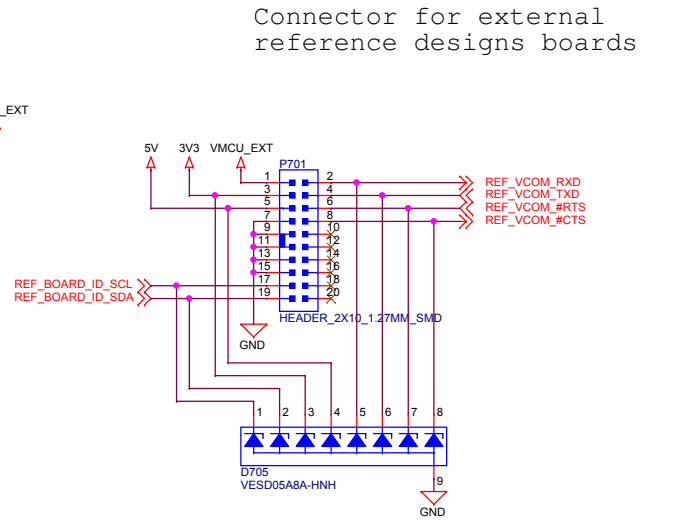 Connector for external
reference designs boards
_EXT
5V 3V3 VMCU_EXT
P701
1 2
3 4
5 6
7 8
9 10
11 12
13 14
15 16
17 18
19 20
REF_VCOM_RXD
REF_VCOM_TXD
REF_VCOM_#RTS
REF_VCOM_#CTS
REF_BOARD_ID_SCL
REF_BOARD_ID_SDA
HEADER_2X10_1.27MM_SMD
GND
1 2 3 4 5 6 7 8
D705
VESD05A8A-HNH
9
GND